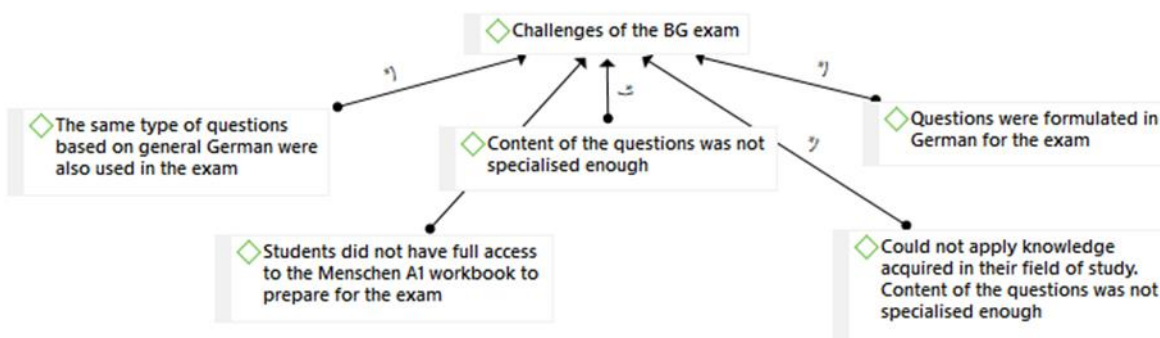 Challenges of the BG exam
The same type of questions
based on general German were
also used in the exam
Content of the questions was not
specialised enough
Questions were formulated in
German for the exam
Students did not have full access
to the Menschen A1 workbook to
prepare for the exam
Could not apply knowledge
acquired in their field of study.
Content of the questions was not
specialised enough